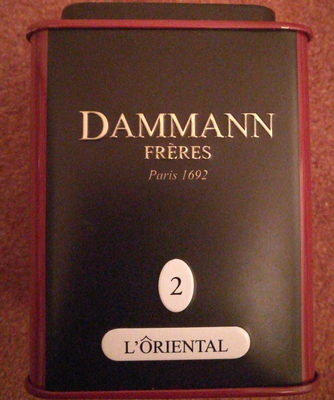 DAMMANN
FRÈRES
Paris 1692
2
L'ÔRIENTAL